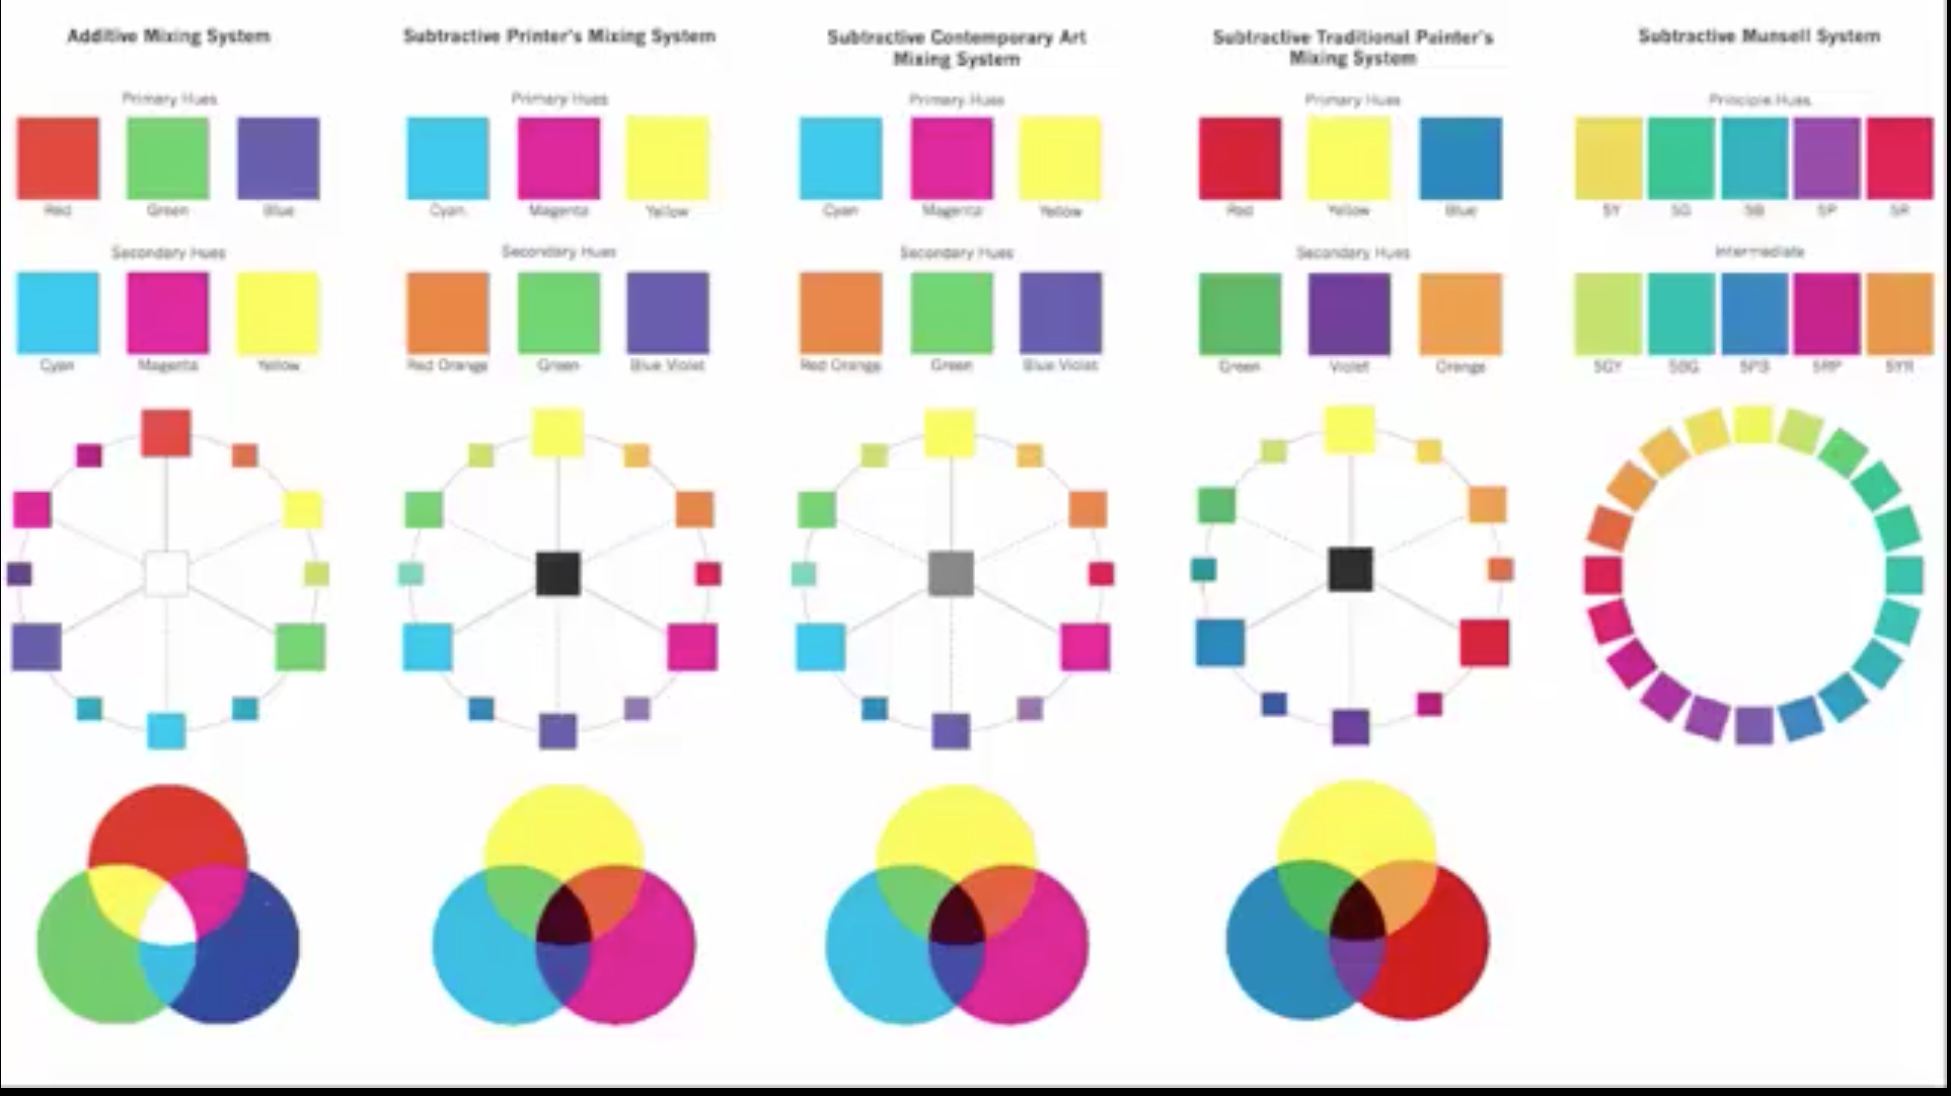 Additive Mixing System
Primary Hues
Red Green Blue
Secondary Hues
Cyan Magenta Yellow
Subtractive Printer's Mixing System
Primary Hues
Cyan Magenta Yellow
Secondary Hues
Red Orange Green Blue Violet
Subtractive Contemporary Art
Mixing System
Primary Hues
Cyan Magenta Yellow
Secondary Hues
Red Orange Green Blue Violet
Subtractive Traditional Painter's
Mixing System
Primary Hues
Red Yellow Blue
Secondary Hues
Green Violet Orange
Subtractive Munsell System
Principle Hues
5Y 5G 5B 5P 5R
Intermediate
5GY 5BG 5PB 5RP 5YR